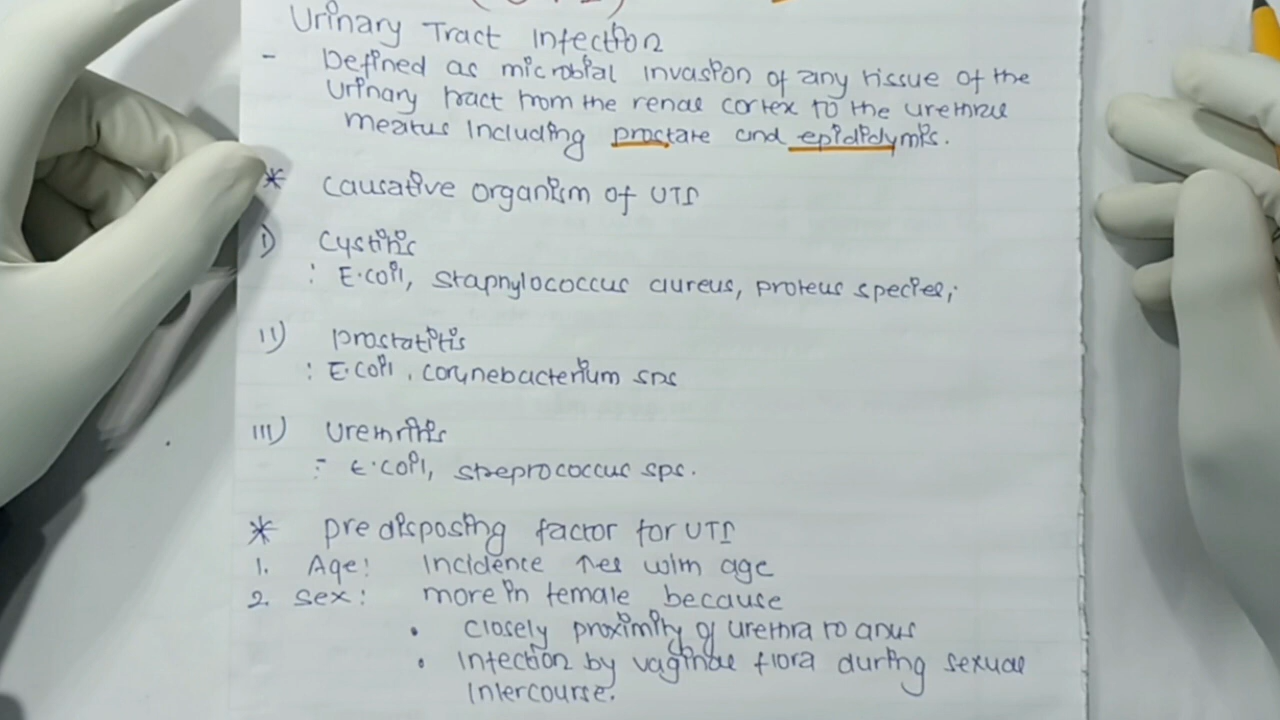 Urinary Tract Infection
- Defined as microbial invasion of any tissue of the
urinary tract from the renal cortex to the urethral
meatus including prostate and epididymis.
* Causative organism of UTI
i) Cystitis
: E.coli, Staphylococcus aureus, proteus species,
ii) prostatitis
: E.coli, corynebacterium sps
iii) Urethritis
: E.coli, streptococcus sps.
* predisposing factor for UTI
1. Age: Incidence ↑es with age
2. Sex: more in female because
• Closely proximity of urethra to anus
• Infection by vaginal flora during sexual
Intercourse.